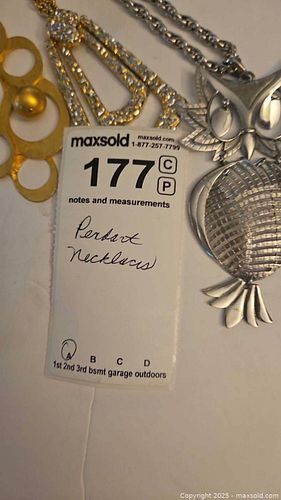 maxsold maxsold.com
1-877-257-7799
177 C
P
notes and measurements
Pendant
Necklaces
A B C D
1st 2nd 3rd bsmt garage outdoors
Copyright © 2025 - maxsold.com